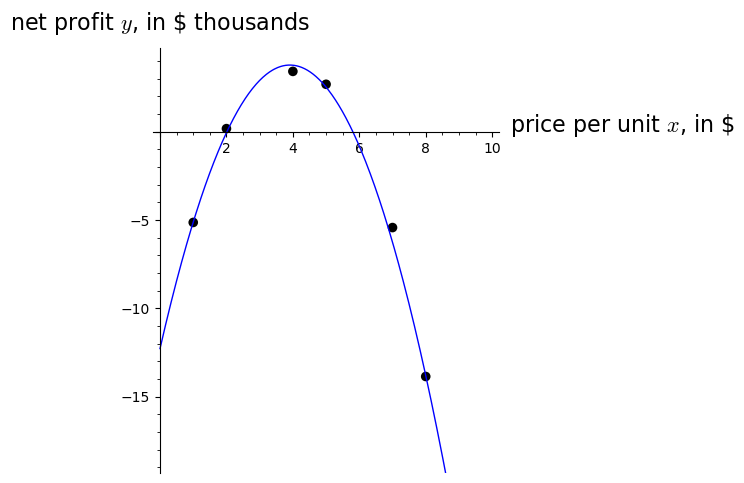 net profit y, in $ thousands
price per unit x, in $
2 4 6 8 10
−5
−10
−15